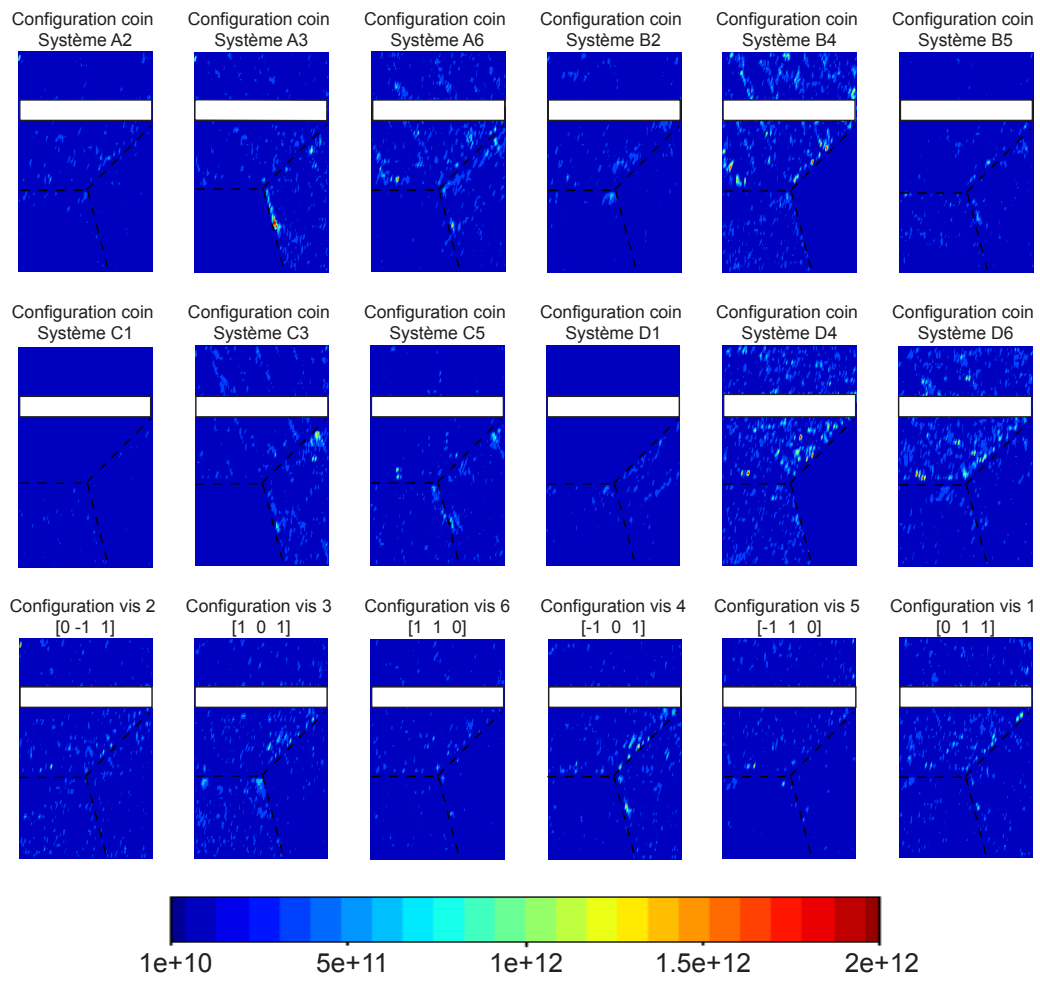 Configuration coin Configuration coin Configuration coin Configuration coin Configuration coin Configuration coin
Système A2 Système A3 Système A6 Système B2 Système B4 Système B5
Configuration coin Configuration coin Configuration coin Configuration coin Configuration coin Configuration coin
Système C1 Système C3 Système C5 Système D1 Système D4 Système D6
Configuration vis 2 Configuration vis 3 Configuration vis 6 Configuration vis 4 Configuration vis 5 Configuration vis 1
[0 -1 1] [1 0 1] [1 1 0] [-1 0 1] [-1 1 0] [0 1 1]
1e+10 5e+11 1e+12 1.5e+12 2e+12